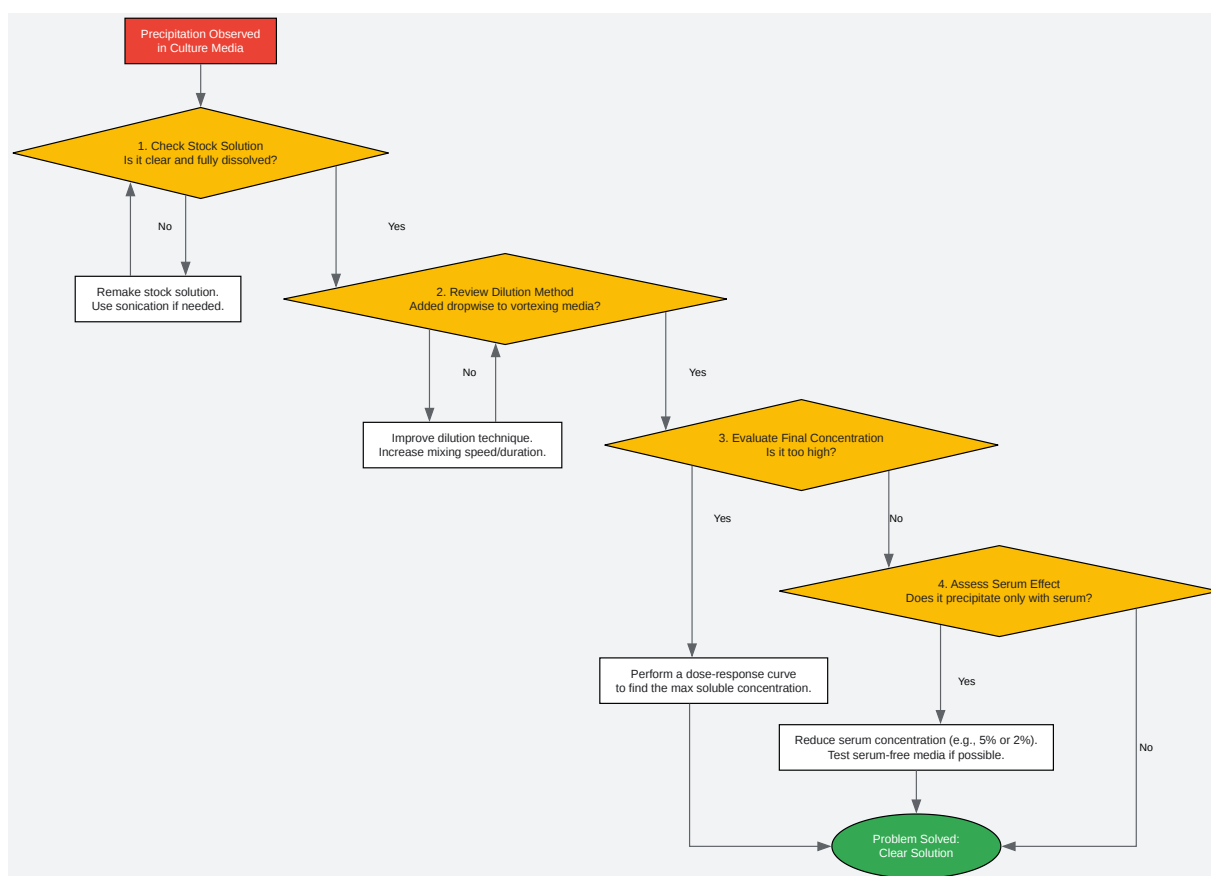 Precipitation Observed
in Culture Media
1. Check Stock Solution
Is it clear and fully dissolved?
No
Yes
Remake stock solution.
Use sonication if needed.
2. Review Dilution Method
Added dropwise to vortexing media?
No
Yes
Improve dilution technique.
Increase mixing speed/duration.
3. Evaluate Final Concentration
Is it too high?
Yes
No
4. Assess Serum Effect
Does it precipitate only with serum?
Perform a dose-response curve
to find the max soluble concentration.
Yes
Reduce serum concentration (e.g., 5% or 2%).
Test serum-free media if possible.
No
Problem Solved:
Clear Solution